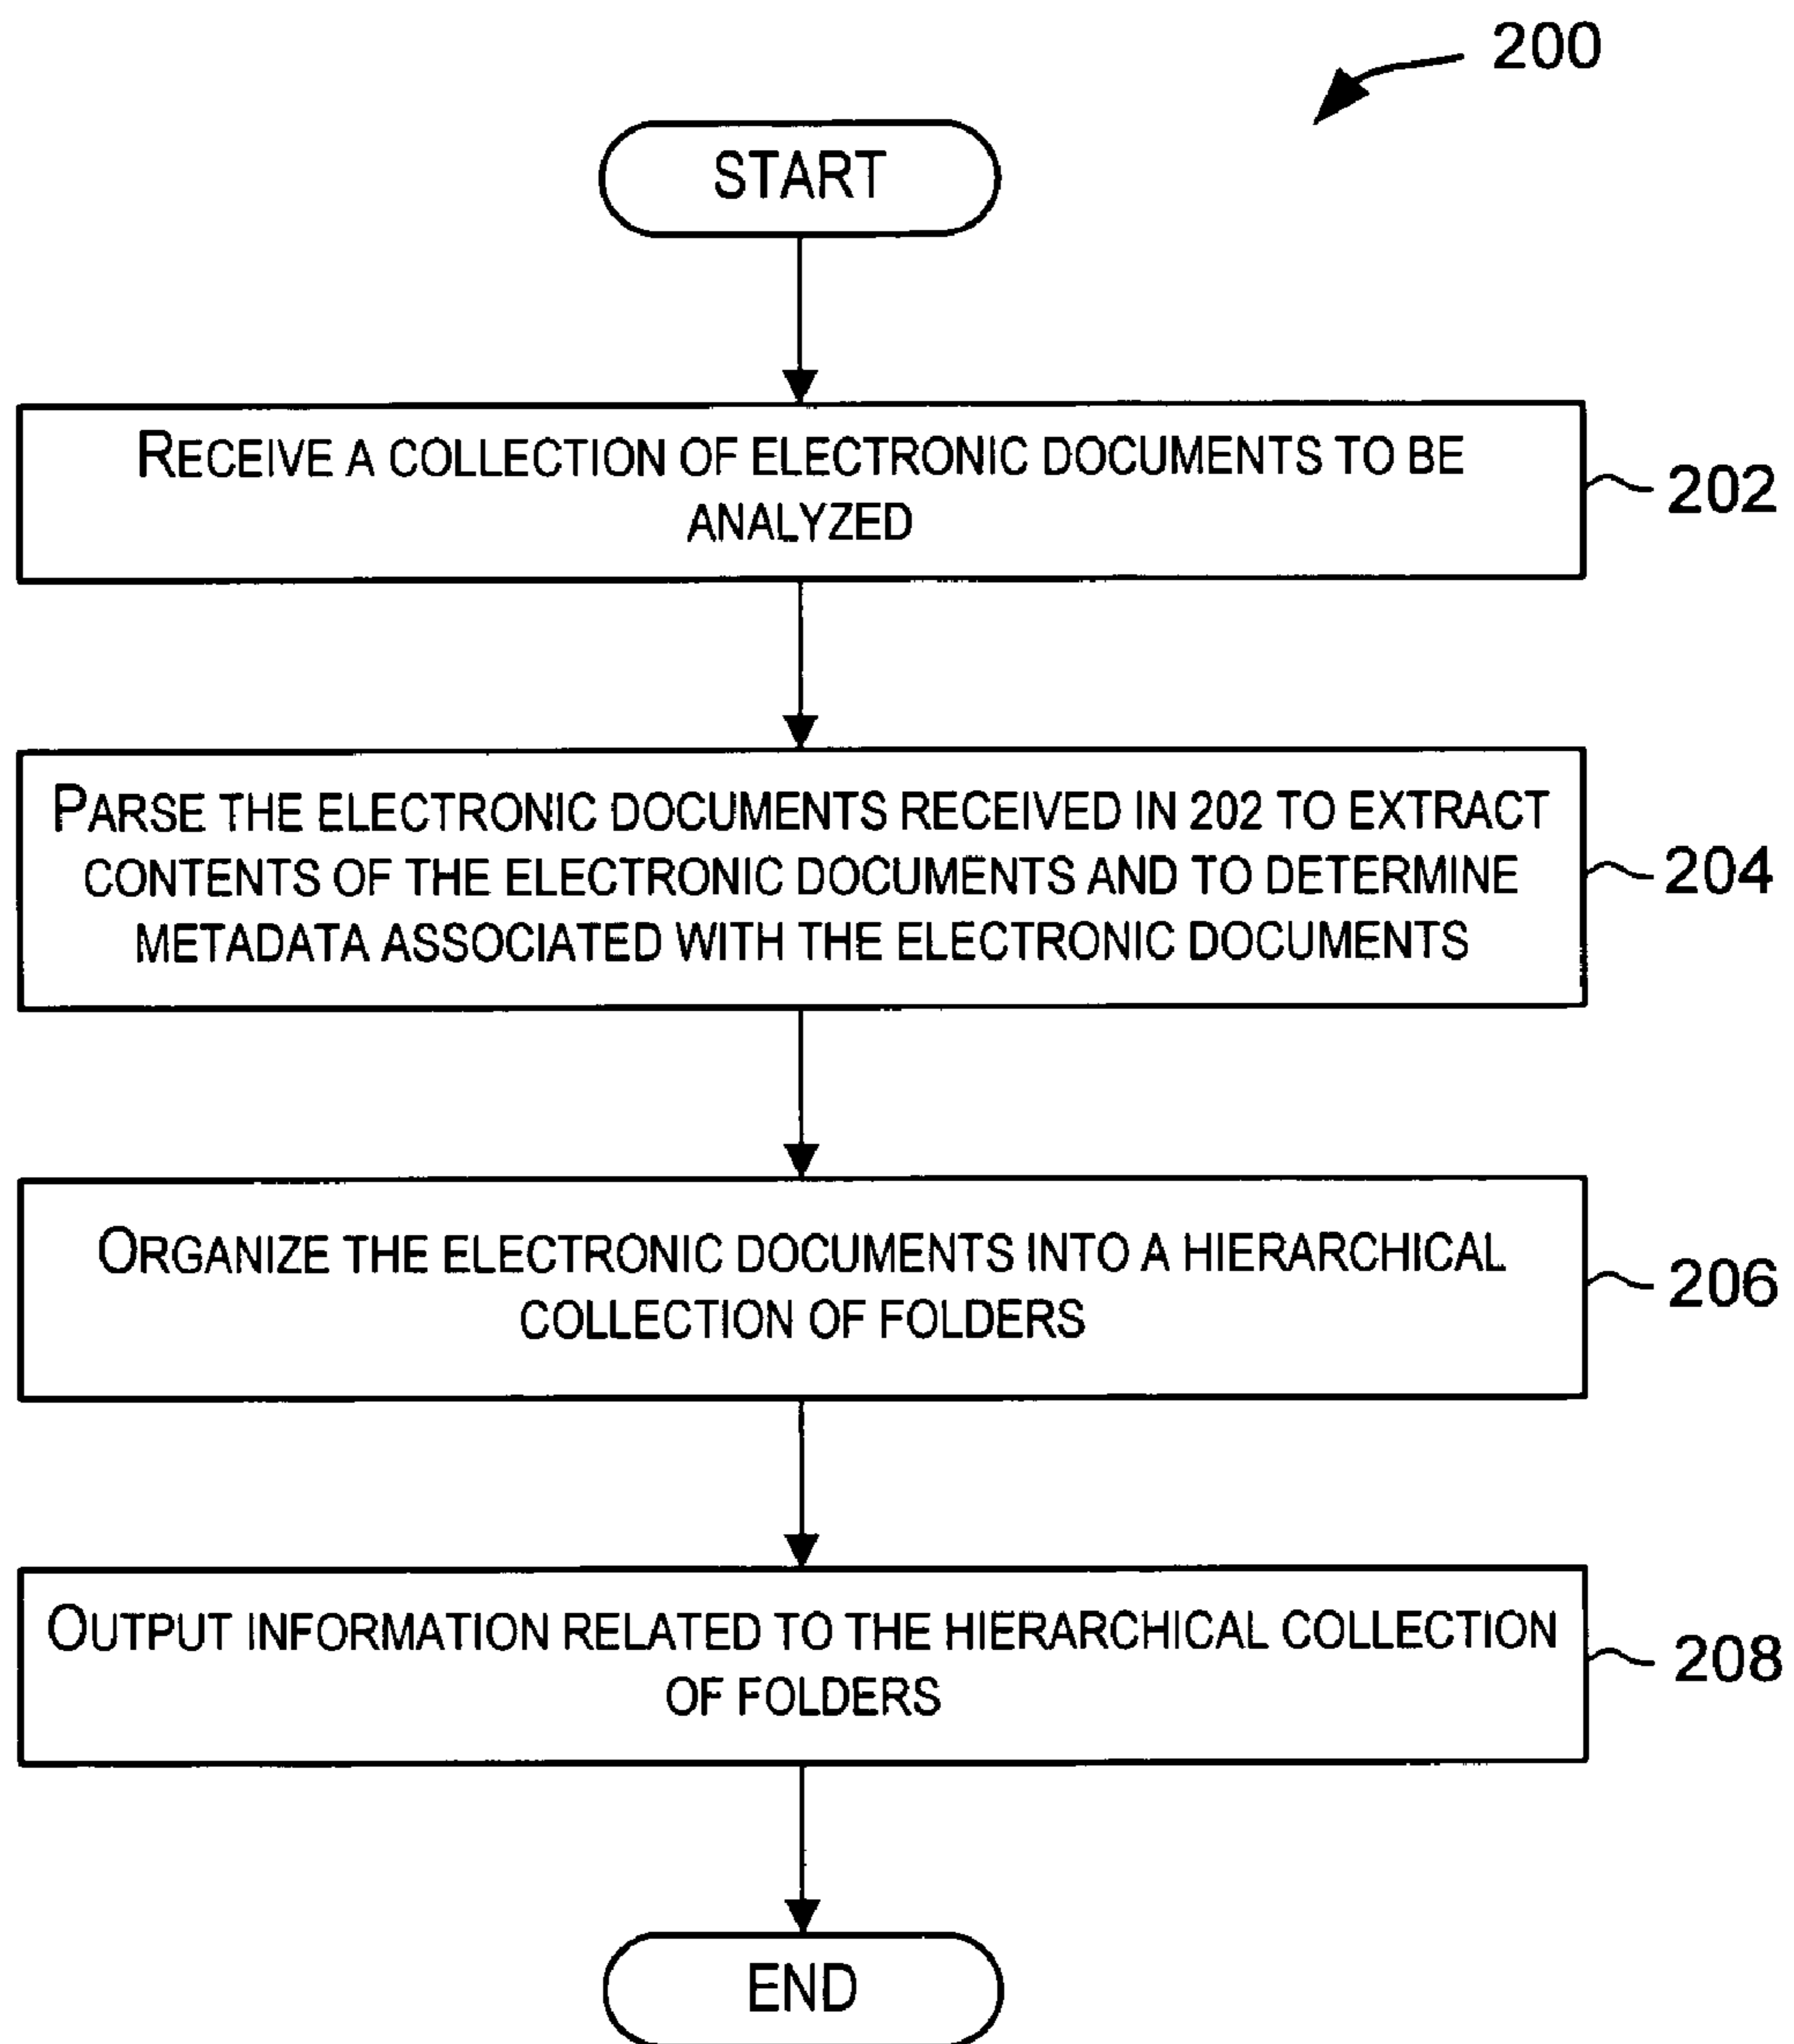 200
START
RECEIVE A COLLECTION OF ELECTRONIC DOCUMENTS TO BE
ANALYZED
202
PARSE THE ELECTRONIC DOCUMENTS RECEIVED IN 202 TO EXTRACT
CONTENTS OF THE ELECTRONIC DOCUMENTS AND TO DETERMINE
METADATA ASSOCIATED WITH THE ELECTRONIC DOCUMENTS
204
ORGANIZE THE ELECTRONIC DOCUMENTS INTO A HIERARCHICAL
COLLECTION OF FOLDERS
206
OUTPUT INFORMATION RELATED TO THE HIERARCHICAL COLLECTION
OF FOLDERS
208
END